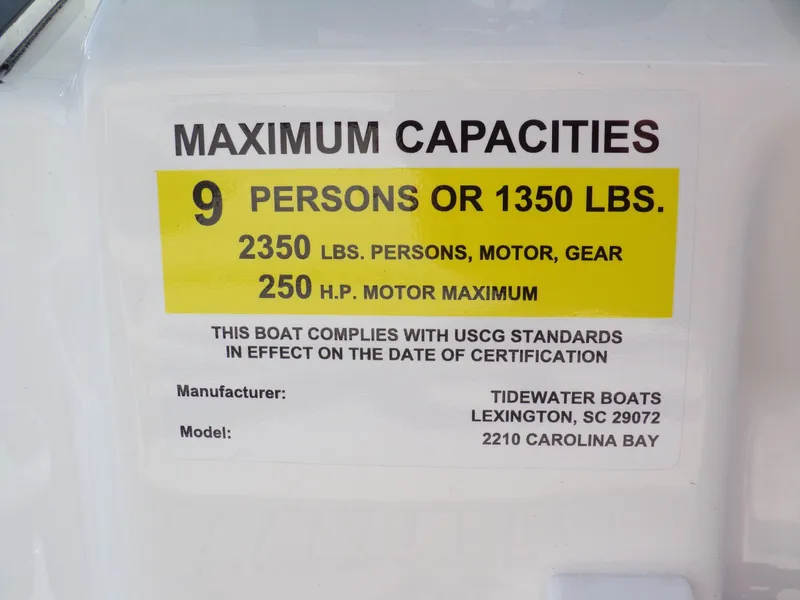 MAXIMUM CAPACITIES
9 PERSONS OR 1350 LBS.
2350 LBS. PERSONS, MOTOR, GEAR
250 H.P. MOTOR MAXIMUM
THIS BOAT COMPLIES WITH USCG STANDARDS
IN EFFECT ON THE DATE OF CERTIFICATION
Manufacturer: TIDEWATER BOATS
LEXINGTON, SC 29072
Model: 2210 CAROLINA BAY